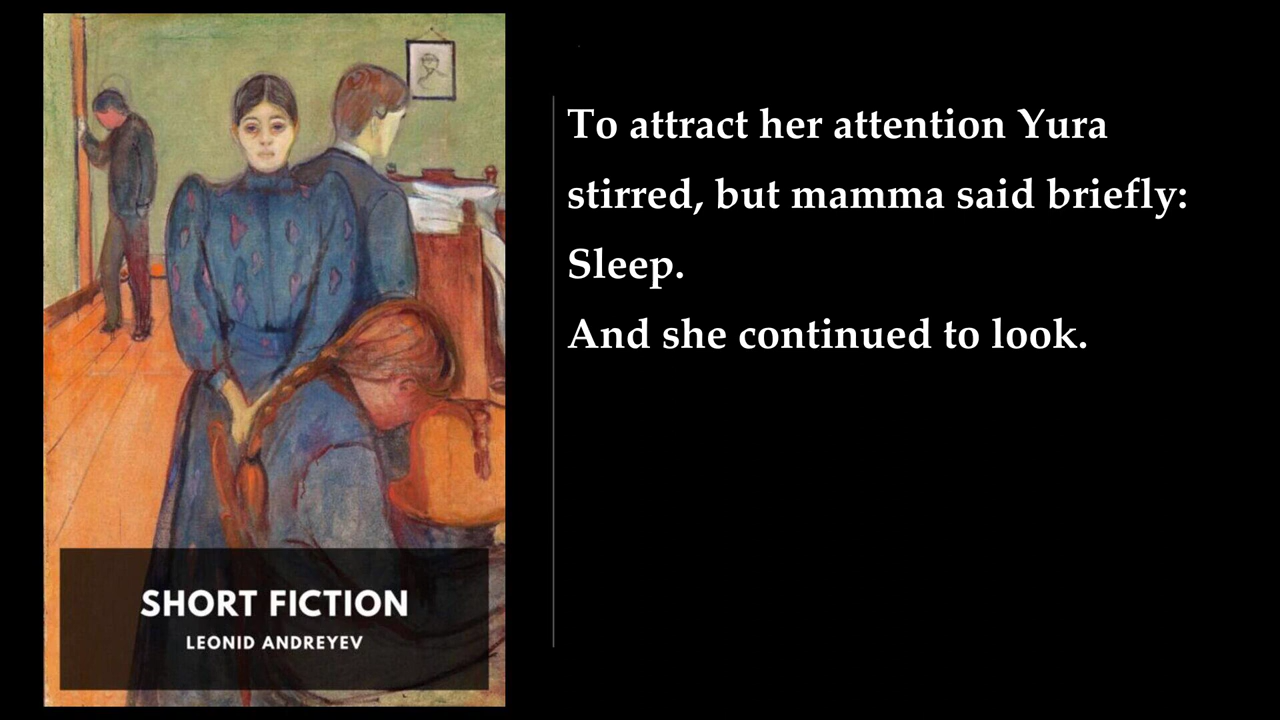 SHORT FICTION
LEONID ANDREYEV
To attract her attention Yura
stirred, but mamma said briefly:
Sleep.
And she continued to look.